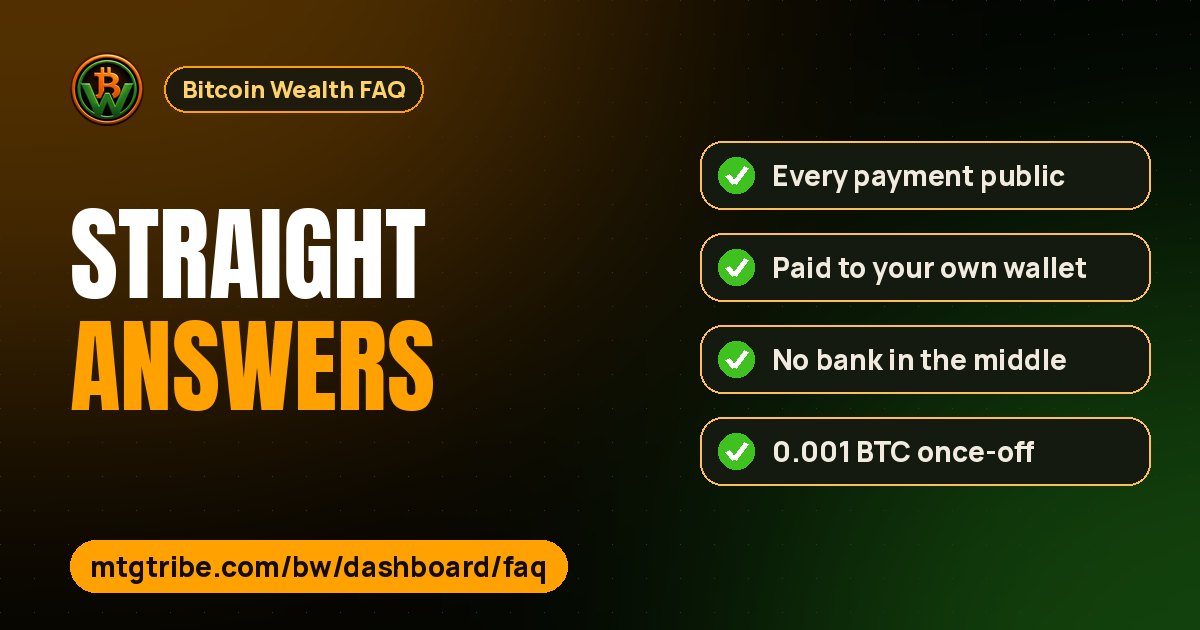 Bitcoin Wealth FAQ
STRAIGHT
ANSWERS
Every payment public
Paid to your own wallet
No bank in the middle
0.001 BTC once-off
mtgtribe.com/bw/dashboard/faq